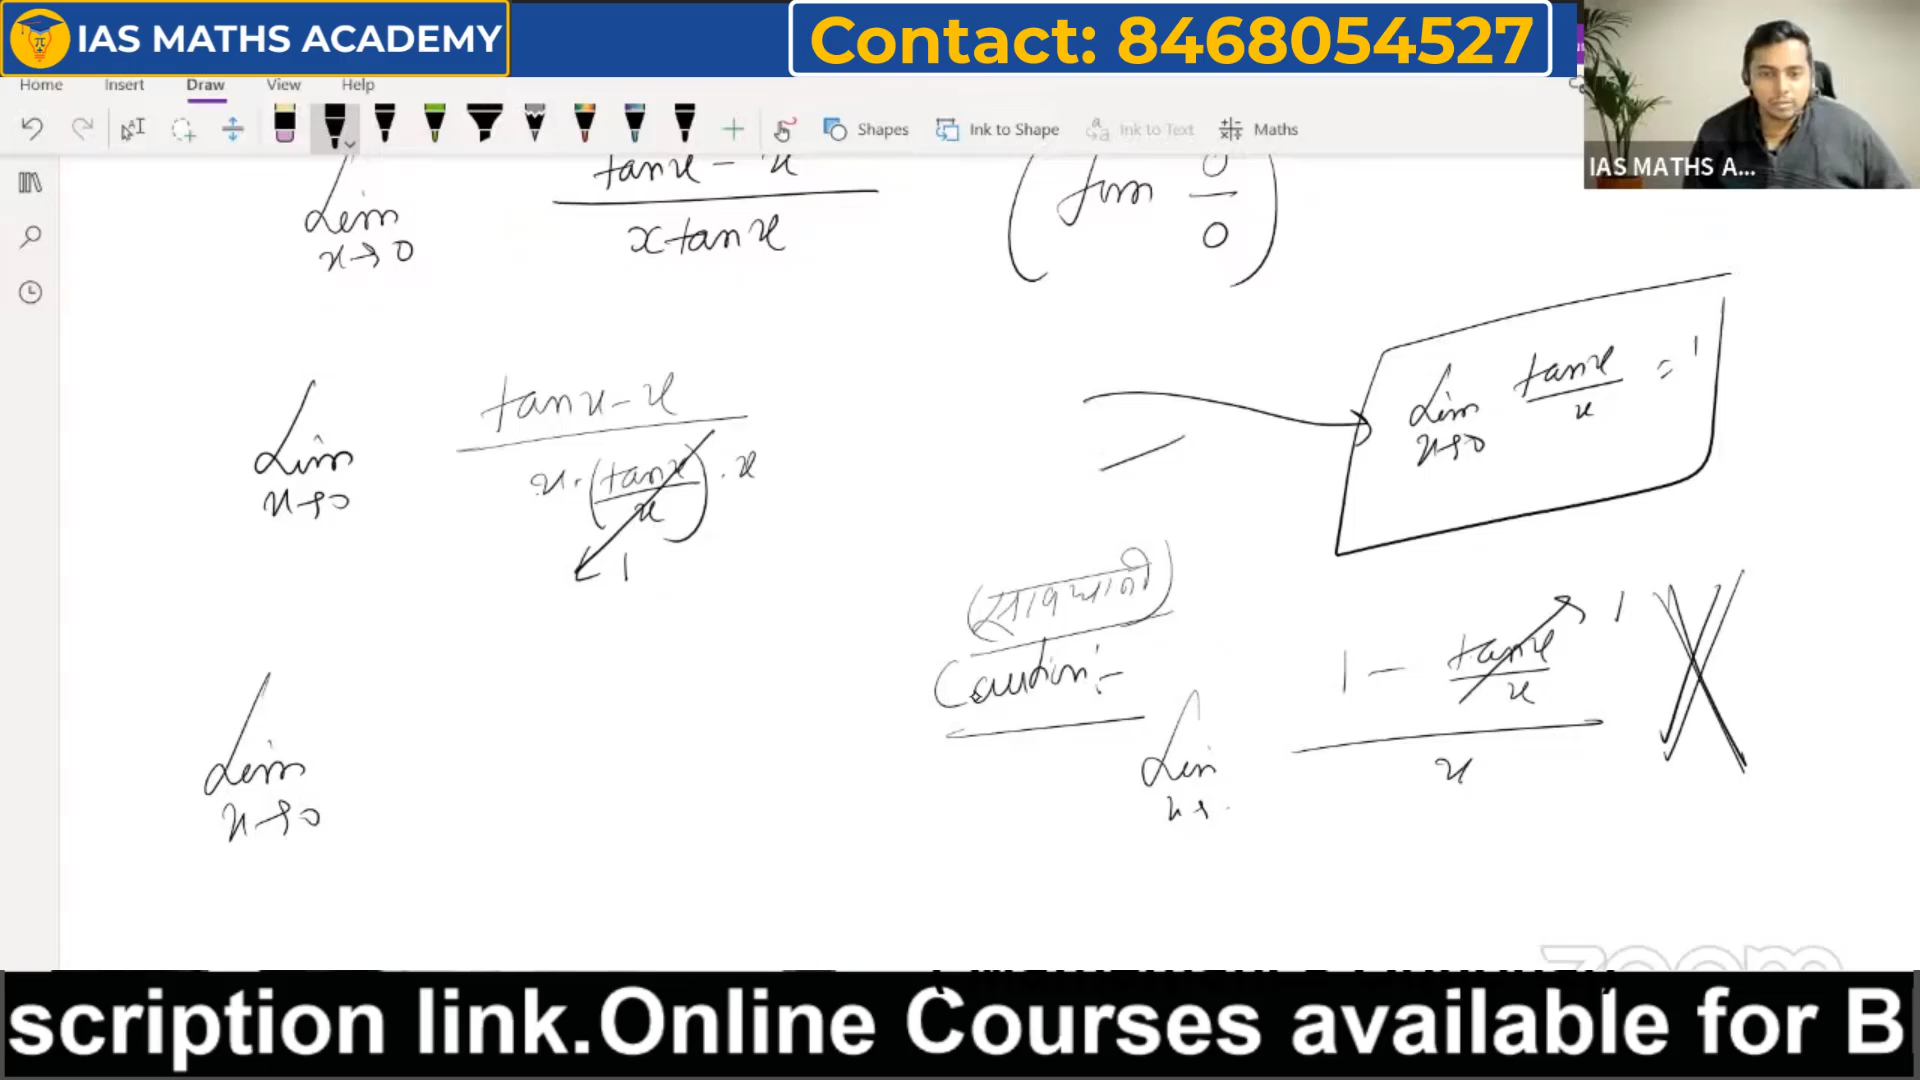 IAS MATHS ACADEMY
Contact: 8468054527
Home Insert Draw View Help
Shapes Ink to Shape Ink to Text Maths
IAS MATHS A...
Lim x→0 tanx - x / x tanx (form 0/0)
Lim x→0 tanx - x / x·(tanx/x)·x
1
Lim x→0 tanx/x = 1
(सावधानी)
Caution:-
Lim x→ 1 - tanx/x / x
1
Lim x→0
zoom
scription link.Online Courses available for B